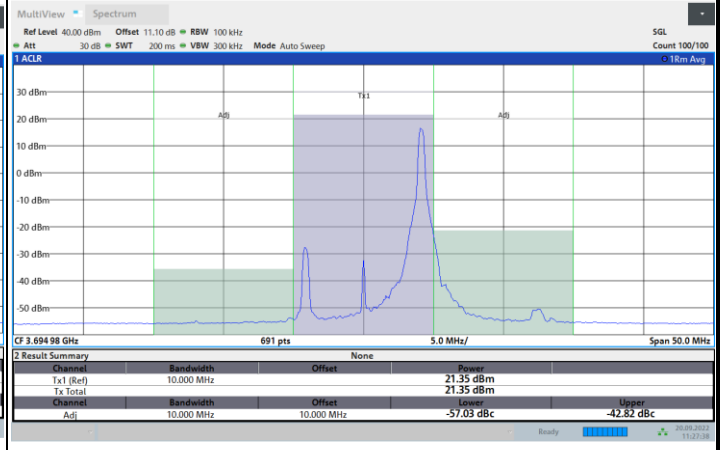 MultiView Spectrum
Ref Level 40.00 dBm Offset 11.10 dB RBW 100 kHz SGL
Att 30 dB SWT 200 ms VBW 300 kHz Mode Auto Sweep Count 100/100
1 ACLR 1Rm Avg
Tx1
30 dBm
Adj Adj
20 dBm
10 dBm
0 dBm
-10 dBm
-20 dBm
-30 dBm
-40 dBm
-50 dBm
CF 3.694 98 GHz 691 pts 5.0 MHz/ Span 50.0 MHz
2 Result Summary None
Channel Bandwidth Offset Power
Tx1 (Ref) 10.000 MHz 21.35 dBm
Tx Total 21.35 dBm
Channel Bandwidth Offset Lower Upper
Adj 10.000 MHz 10.000 MHz -57.03 dBc -42.82 dBc
Ready 20.09.2022
11:27:38